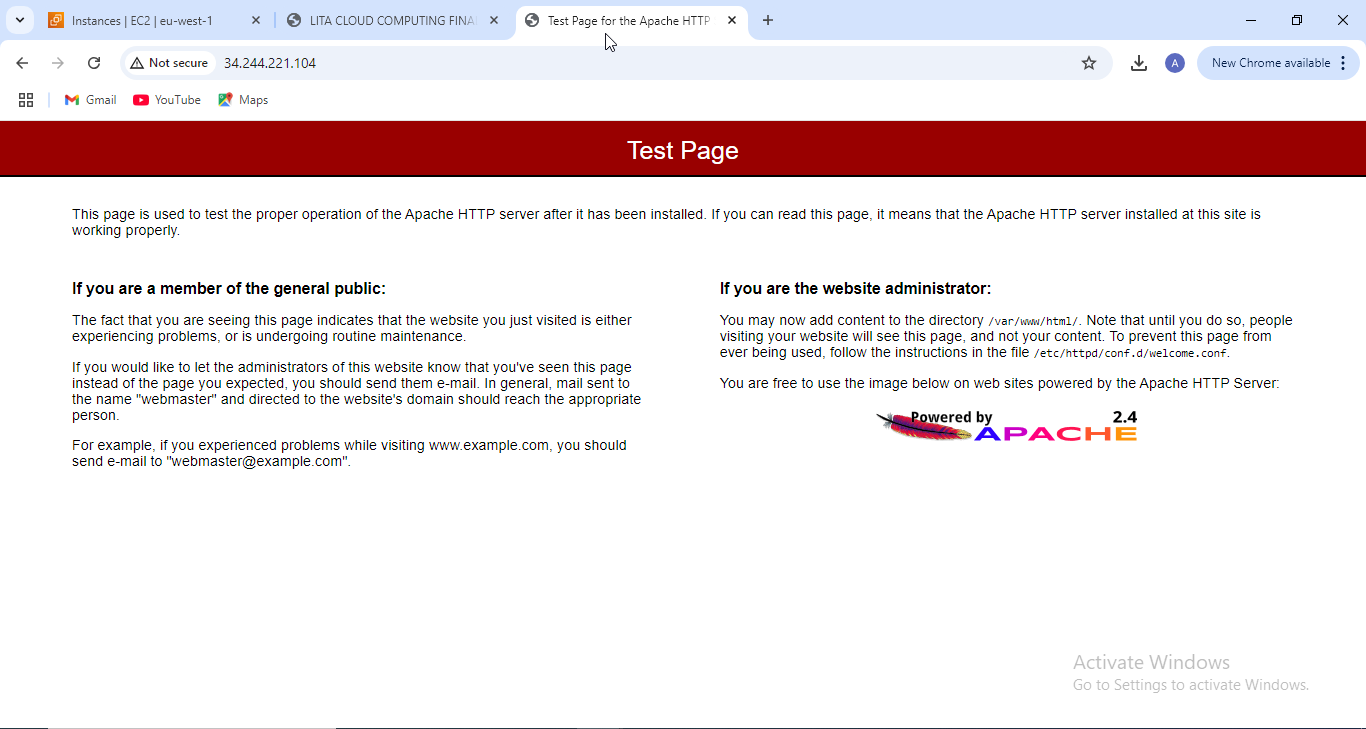 Instances | EC2 | eu-west-1
LITA CLOUD COMPUTING FINA
Test Page for the Apache HTTP
Not secure
34.244.221.104
A
New Chrome available
Gmail
YouTube
Maps
Test Page
This page is used to test the proper operation of the Apache HTTP server after it has been installed. If you can read this page, it means that the Apache HTTP server installed at this site is
working properly.
If you are a member of the general public:
The fact that you are seeing this page indicates that the website you just visited is either
experiencing problems, or is undergoing routine maintenance.
If you would like to let the administrators of this website know that you've seen this page
instead of the page you expected, you should send them e-mail. In general, mail sent to
the name "webmaster" and directed to the website's domain should reach the appropriate
person.
For example, if you experienced problems while visiting www.example.com, you should
send e-mail to "webmaster@example.com".
If you are the website administrator:
You may now add content to the directory /var/www/html/. Note that until you do so, people
visiting your website will see this page, and not your content. To prevent this page from
ever being used, follow the instructions in the file /etc/httpd/conf.d/welcome.conf.
You are free to use the image below on web sites powered by the Apache HTTP Server:
Powered by 2.4
APACHE
Activate Windows
Go to Settings to activate Windows.